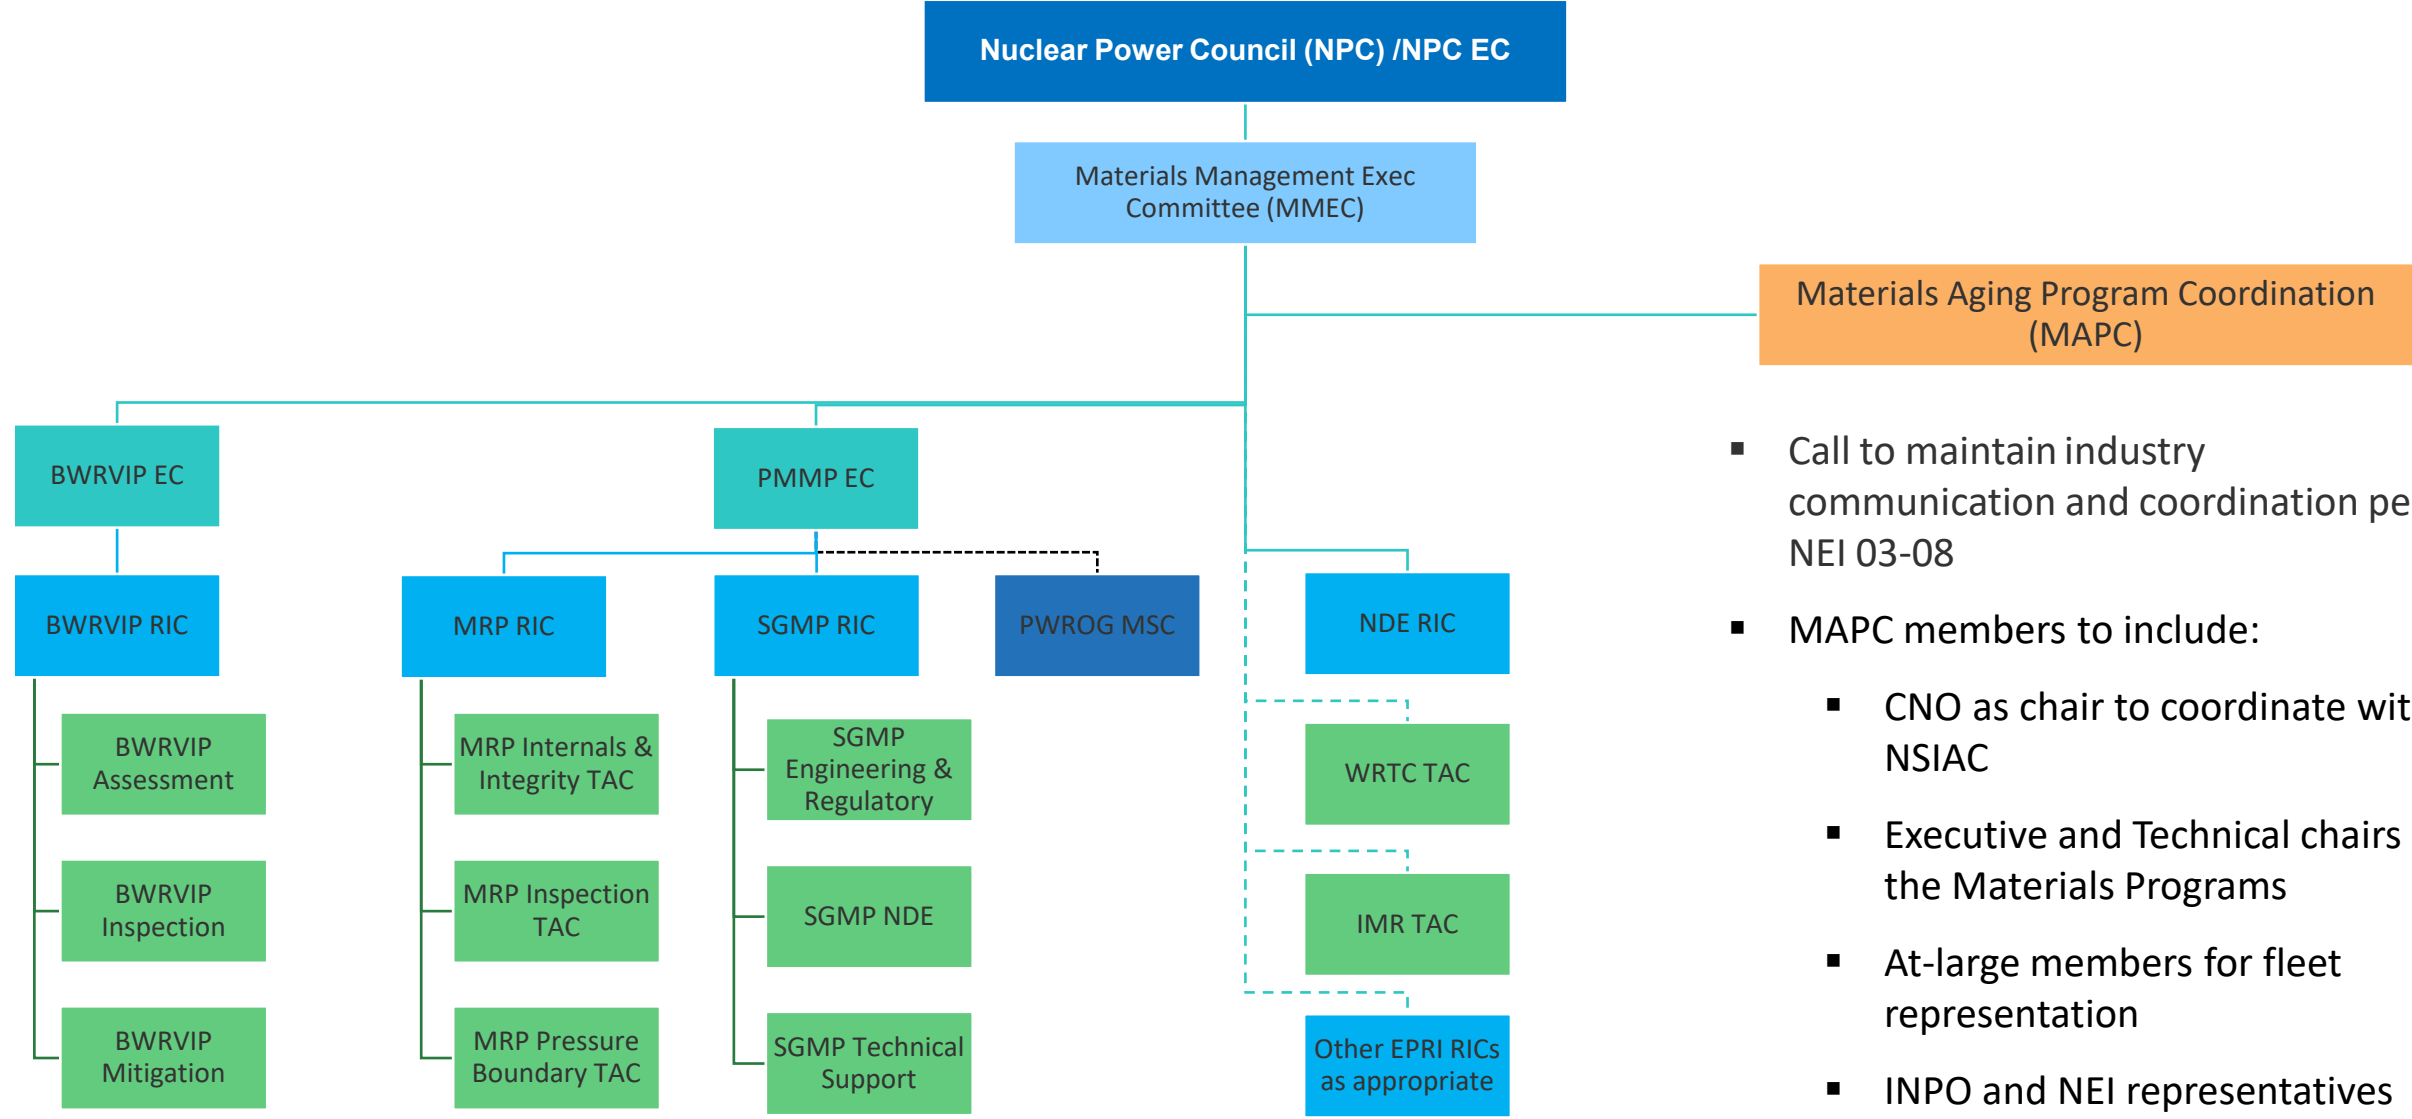 Nuclear Power Council (NPC) /NPC EC
Materials Management Exec
Committee (MMEC)
Materials Aging Program Coordination
(MAPC)
BWRVIP EC
PMMP EC
BWRVIP RIC
MRP RIC
SGMP RIC
PWROG MSC
NDE RIC
BWRVIP
Assessment
BWRVIP
Inspection
BWRVIP
Mitigation
MRP Internals &
Integrity TAC
MRP Inspection
TAC
MRP Pressure
Boundary TAC
SGMP
Engineering &
Regulatory
SGMP NDE
SGMP Technical
Support
WRTC TAC
IMR TAC
Other EPRI RICs
as appropriate
▪ Call to maintain industry
communication and coordination pe
NEI 03-08
▪ MAPC members to include:
▪ CNO as chair to coordinate wit
NSIAC
▪ Executive and Technical chairs
the Materials Programs
▪ At-large members for fleet
representation
▪ INPO and NEI representatives